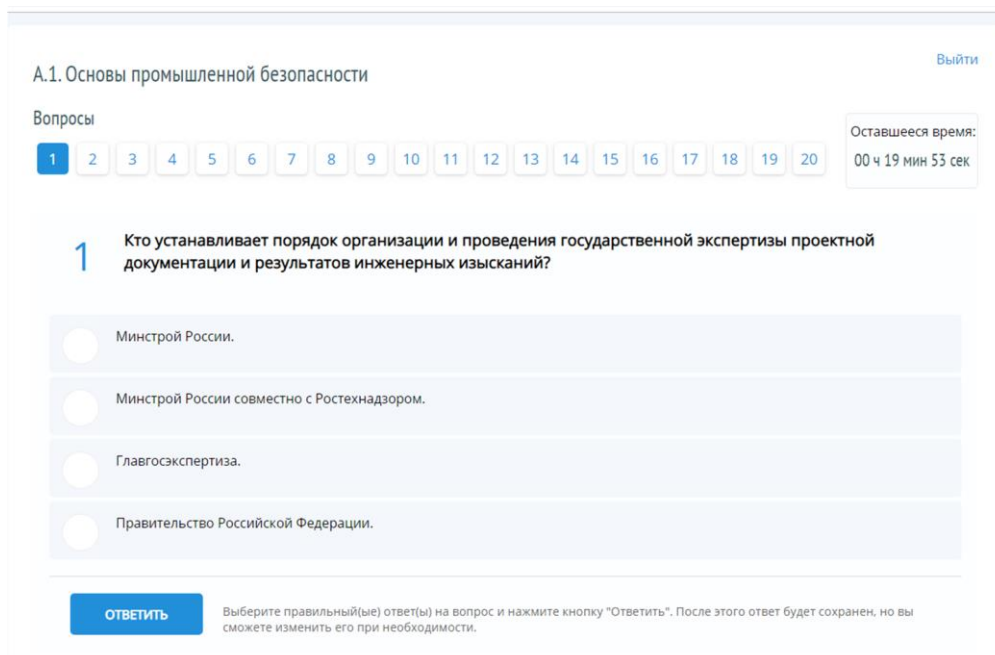 Выйти
А.1. Основы промышленной безопасности
Вопросы
Оставшееся время:
1 2 3 4 5 6 7 8 9 10 11 12 13 14 15 16 17 18 19 20
00 ч 19 мин 53 сек
1
Кто устанавливает порядок организации и проведения государственной экспертизы проектной
документации и результатов инженерных изысканий?
Минстрой России.
Минстрой России совместно с Ростехнадзором.
Главгосэкспертиза.
Правительство Российской Федерации.
ОТВЕТИТЬ
Выберите правильный(ые) ответ(ы) на вопрос и нажмите кнопку "Ответить". После этого ответ будет сохранен, но вы
сможете изменить его при необходимости.